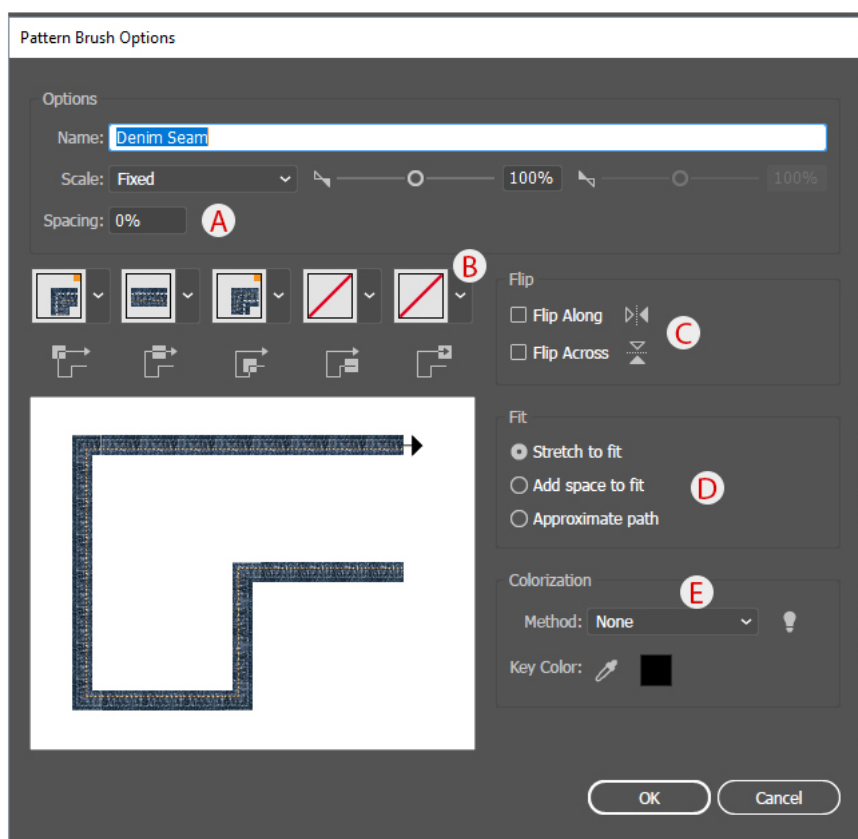 Pattern Brush Options
Options
Name: Denim Seam
Scale: Fixed 100% 100%
Spacing: 0% A
B
Flip
Flip Along
C
Flip Across
Fit
Stretch to fit
Add space to fit
D
Approximate path
Colorization
E
Method: None
Key Color:
OK Cancel